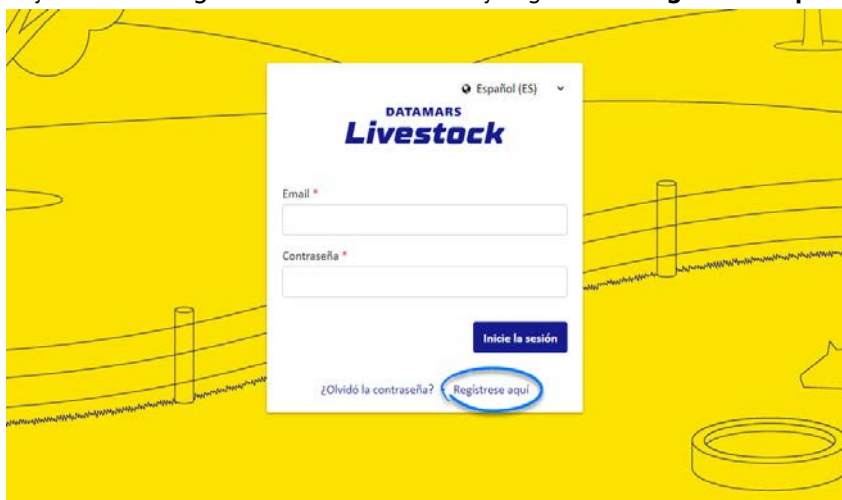 Español (ES)
DATAMARS
Livestock
Email *
Contraseña *
Inicie la sesión
¿Olvidó la contraseña? Regístrese aquí